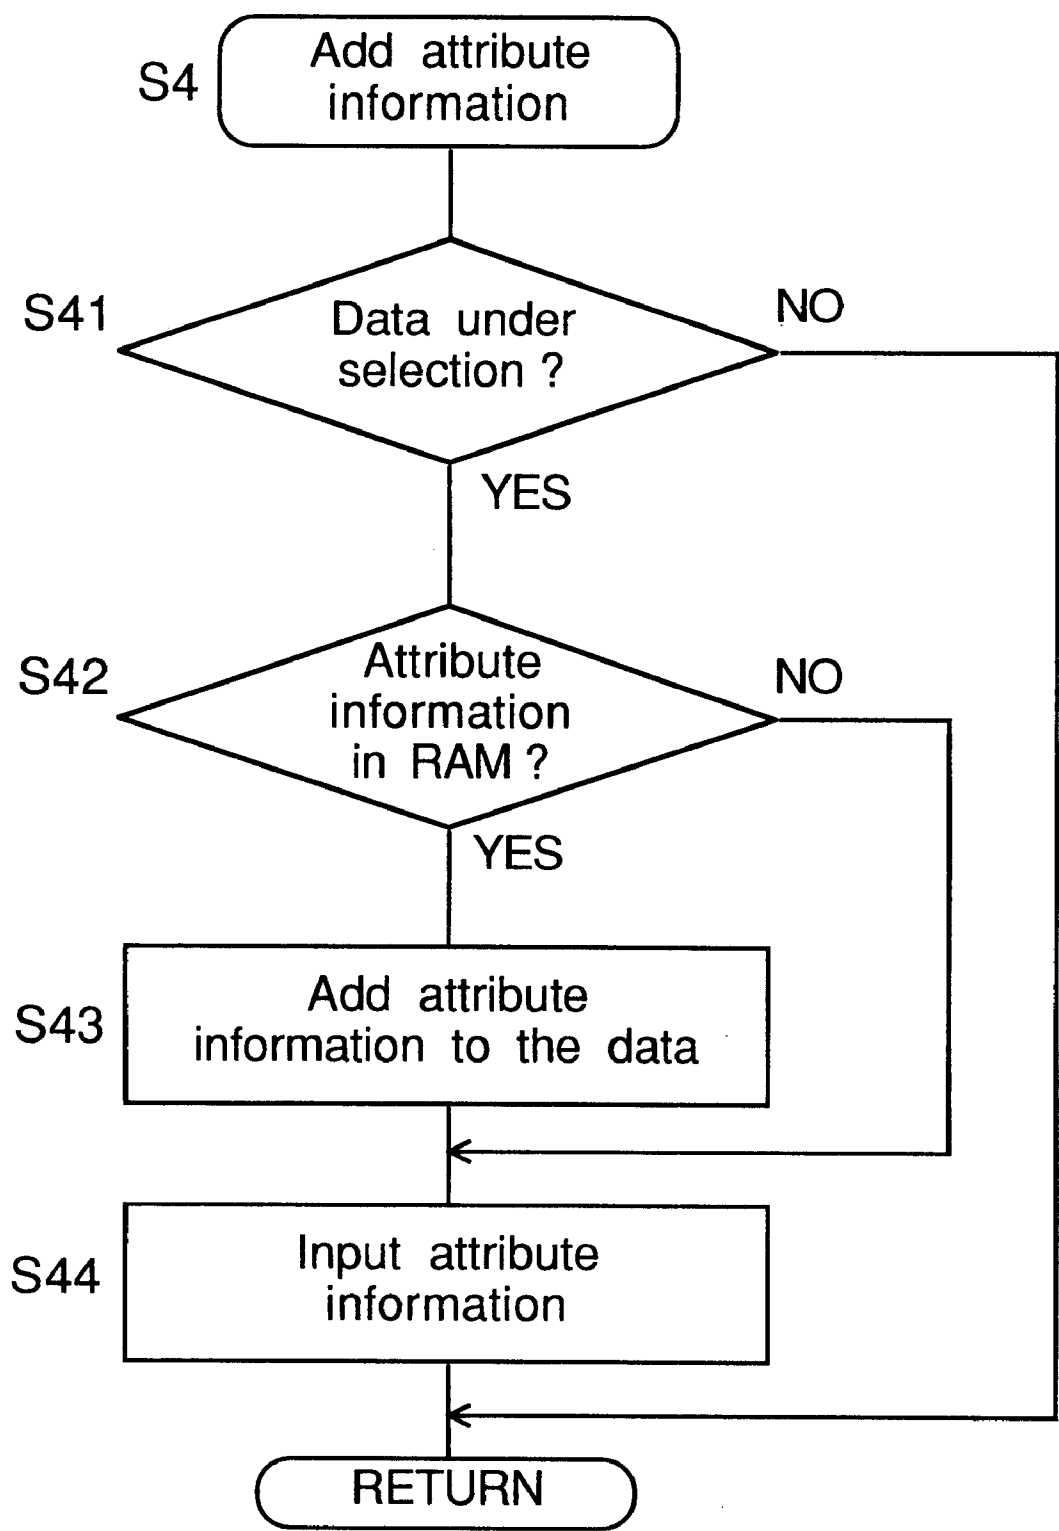 S4
Add attribute
information
S41
Data under
selection ?
NO
YES
S42
Attribute
information
in RAM ?
NO
YES
S43
Add attribute
information to the data
S44
Input attribute
information
RETURN